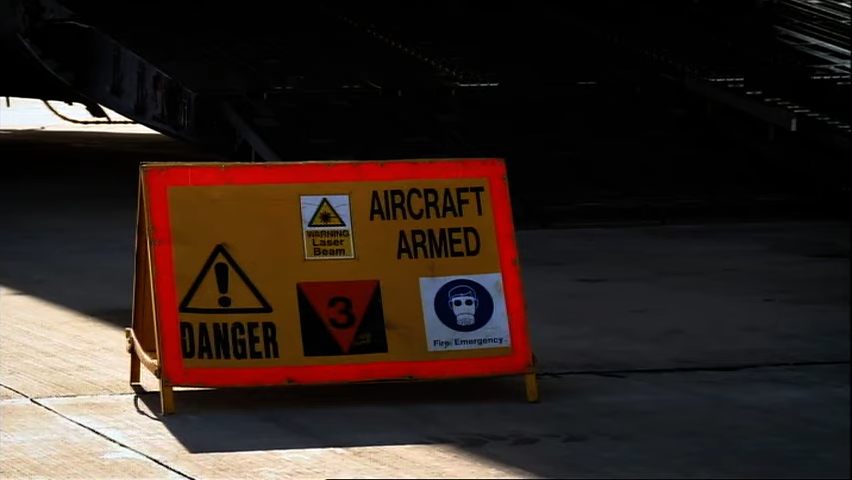 AIRCRAFT
ARMED
WARNING
Laser
Beam
DANGER
3
Fire Emergency